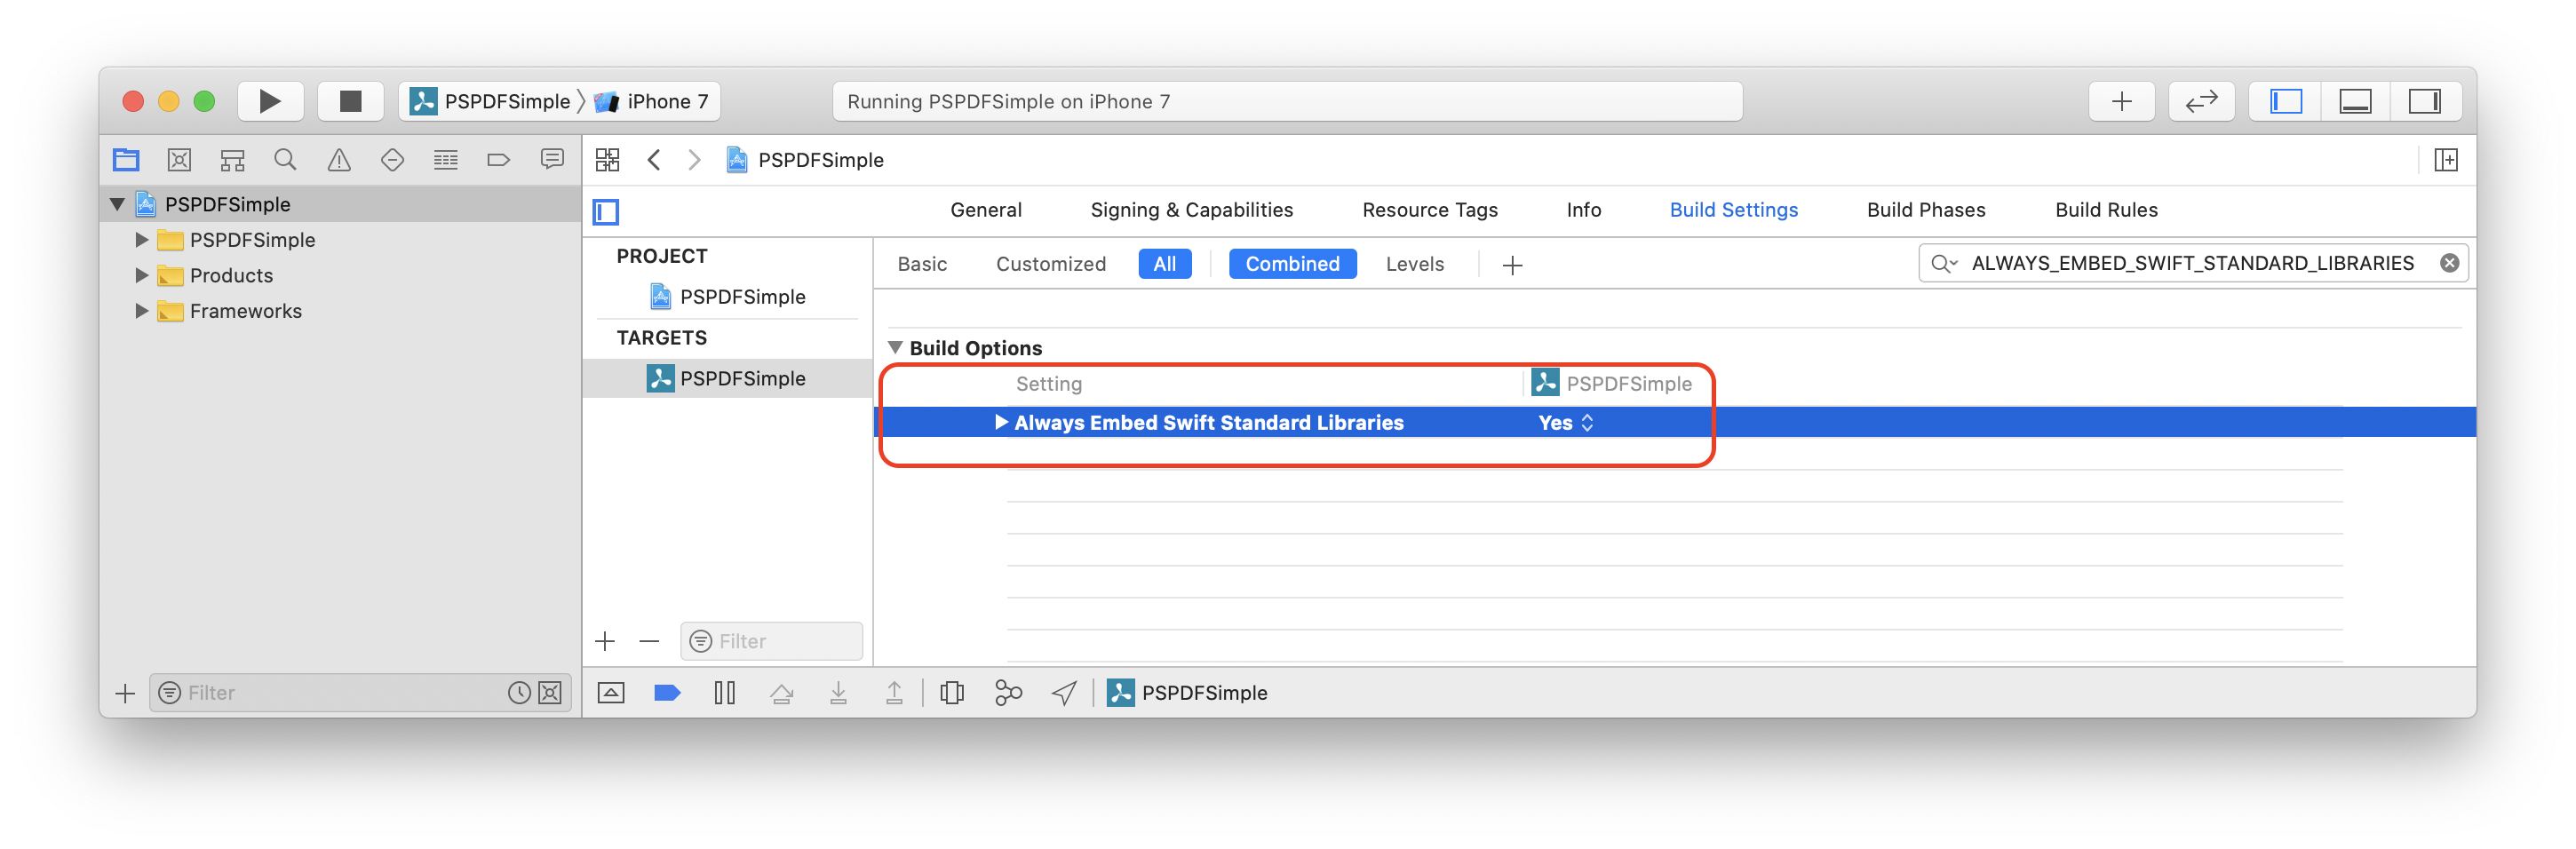 PSPDFSimple iPhone 7
Running PSPDFSimple on iPhone 7
PSPDFSimple
PSPDFSimple
Products
Frameworks
Filter
PSPDFSimple
General Signing & Capabilities Resource Tags Info Build Settings Build Phases Build Rules
PROJECT
PSPDFSimple
TARGETS
PSPDFSimple
Filter
Basic Customized All Combined Levels
ALWAYS_EMBED_SWIFT_STANDARD_LIBRARIES
Build Options
Setting PSPDFSimple
Always Embed Swift Standard Libraries Yes
PSPDFSimple